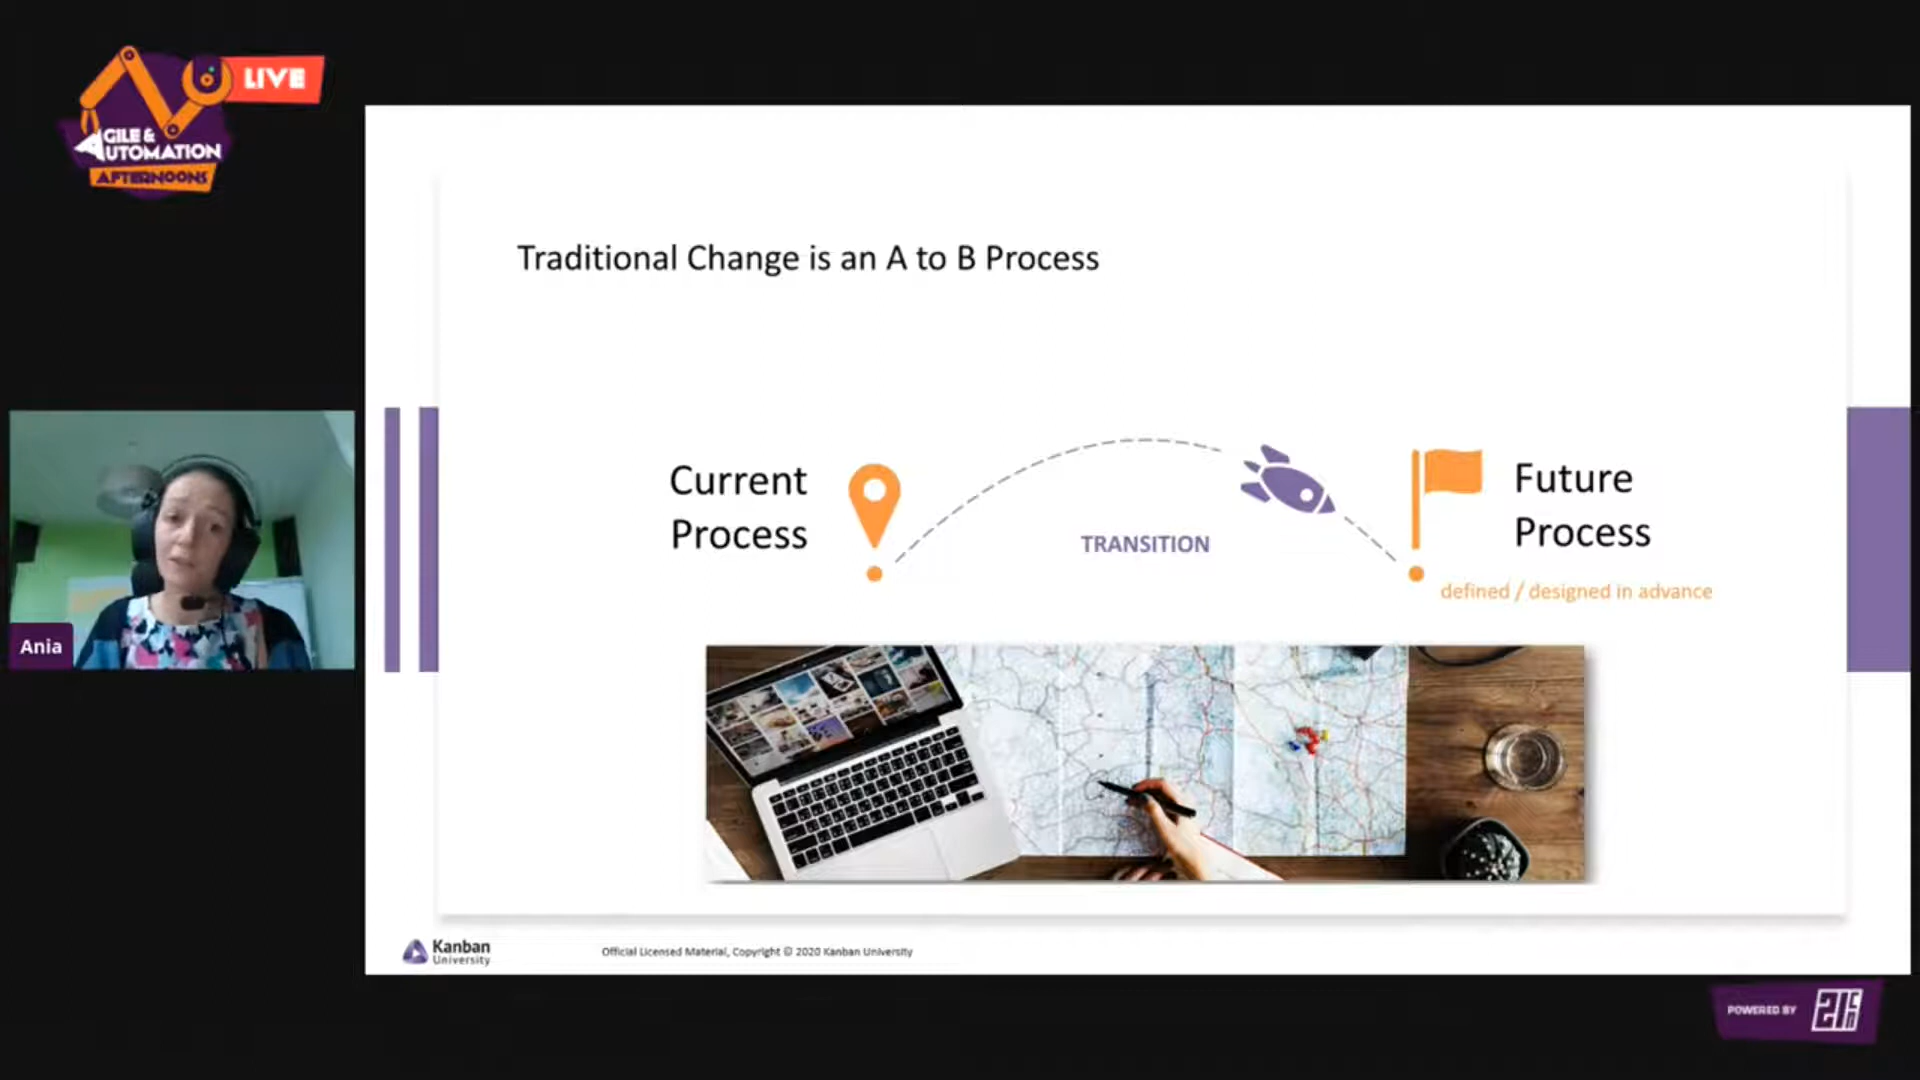 LIVE
AGILE &
AUTOMATION
AFTERNOONS
Traditional Change is an A to B Process
Current
Process
TRANSITION
Future
Process
defined / designed in advance
Ania
Kanban
University
Official Licensed Material, Copyright © 2020 Kanban University
POWERED BY